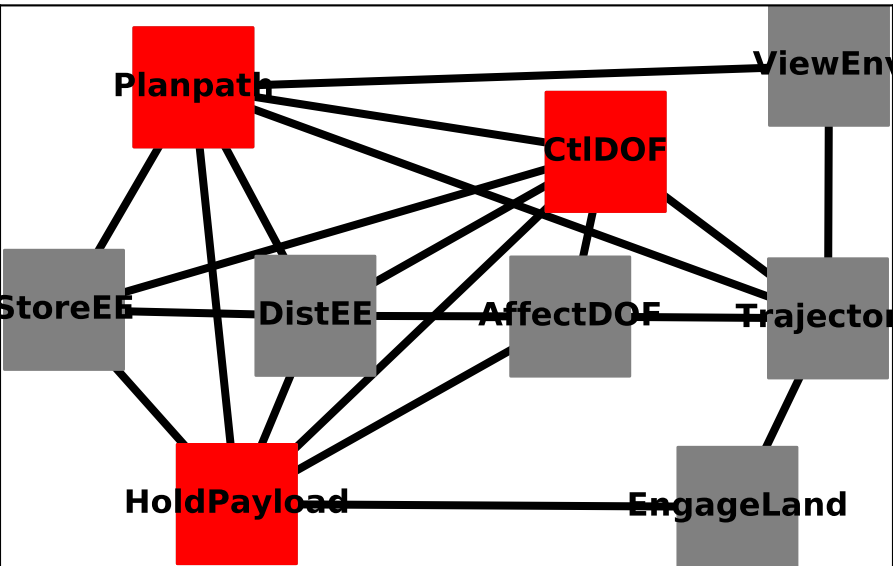 Planpath
ViewEnv
CtlDOF
StoreEE
DistEE
AffectDOF
Trajector
HoldPayload
EngageLand